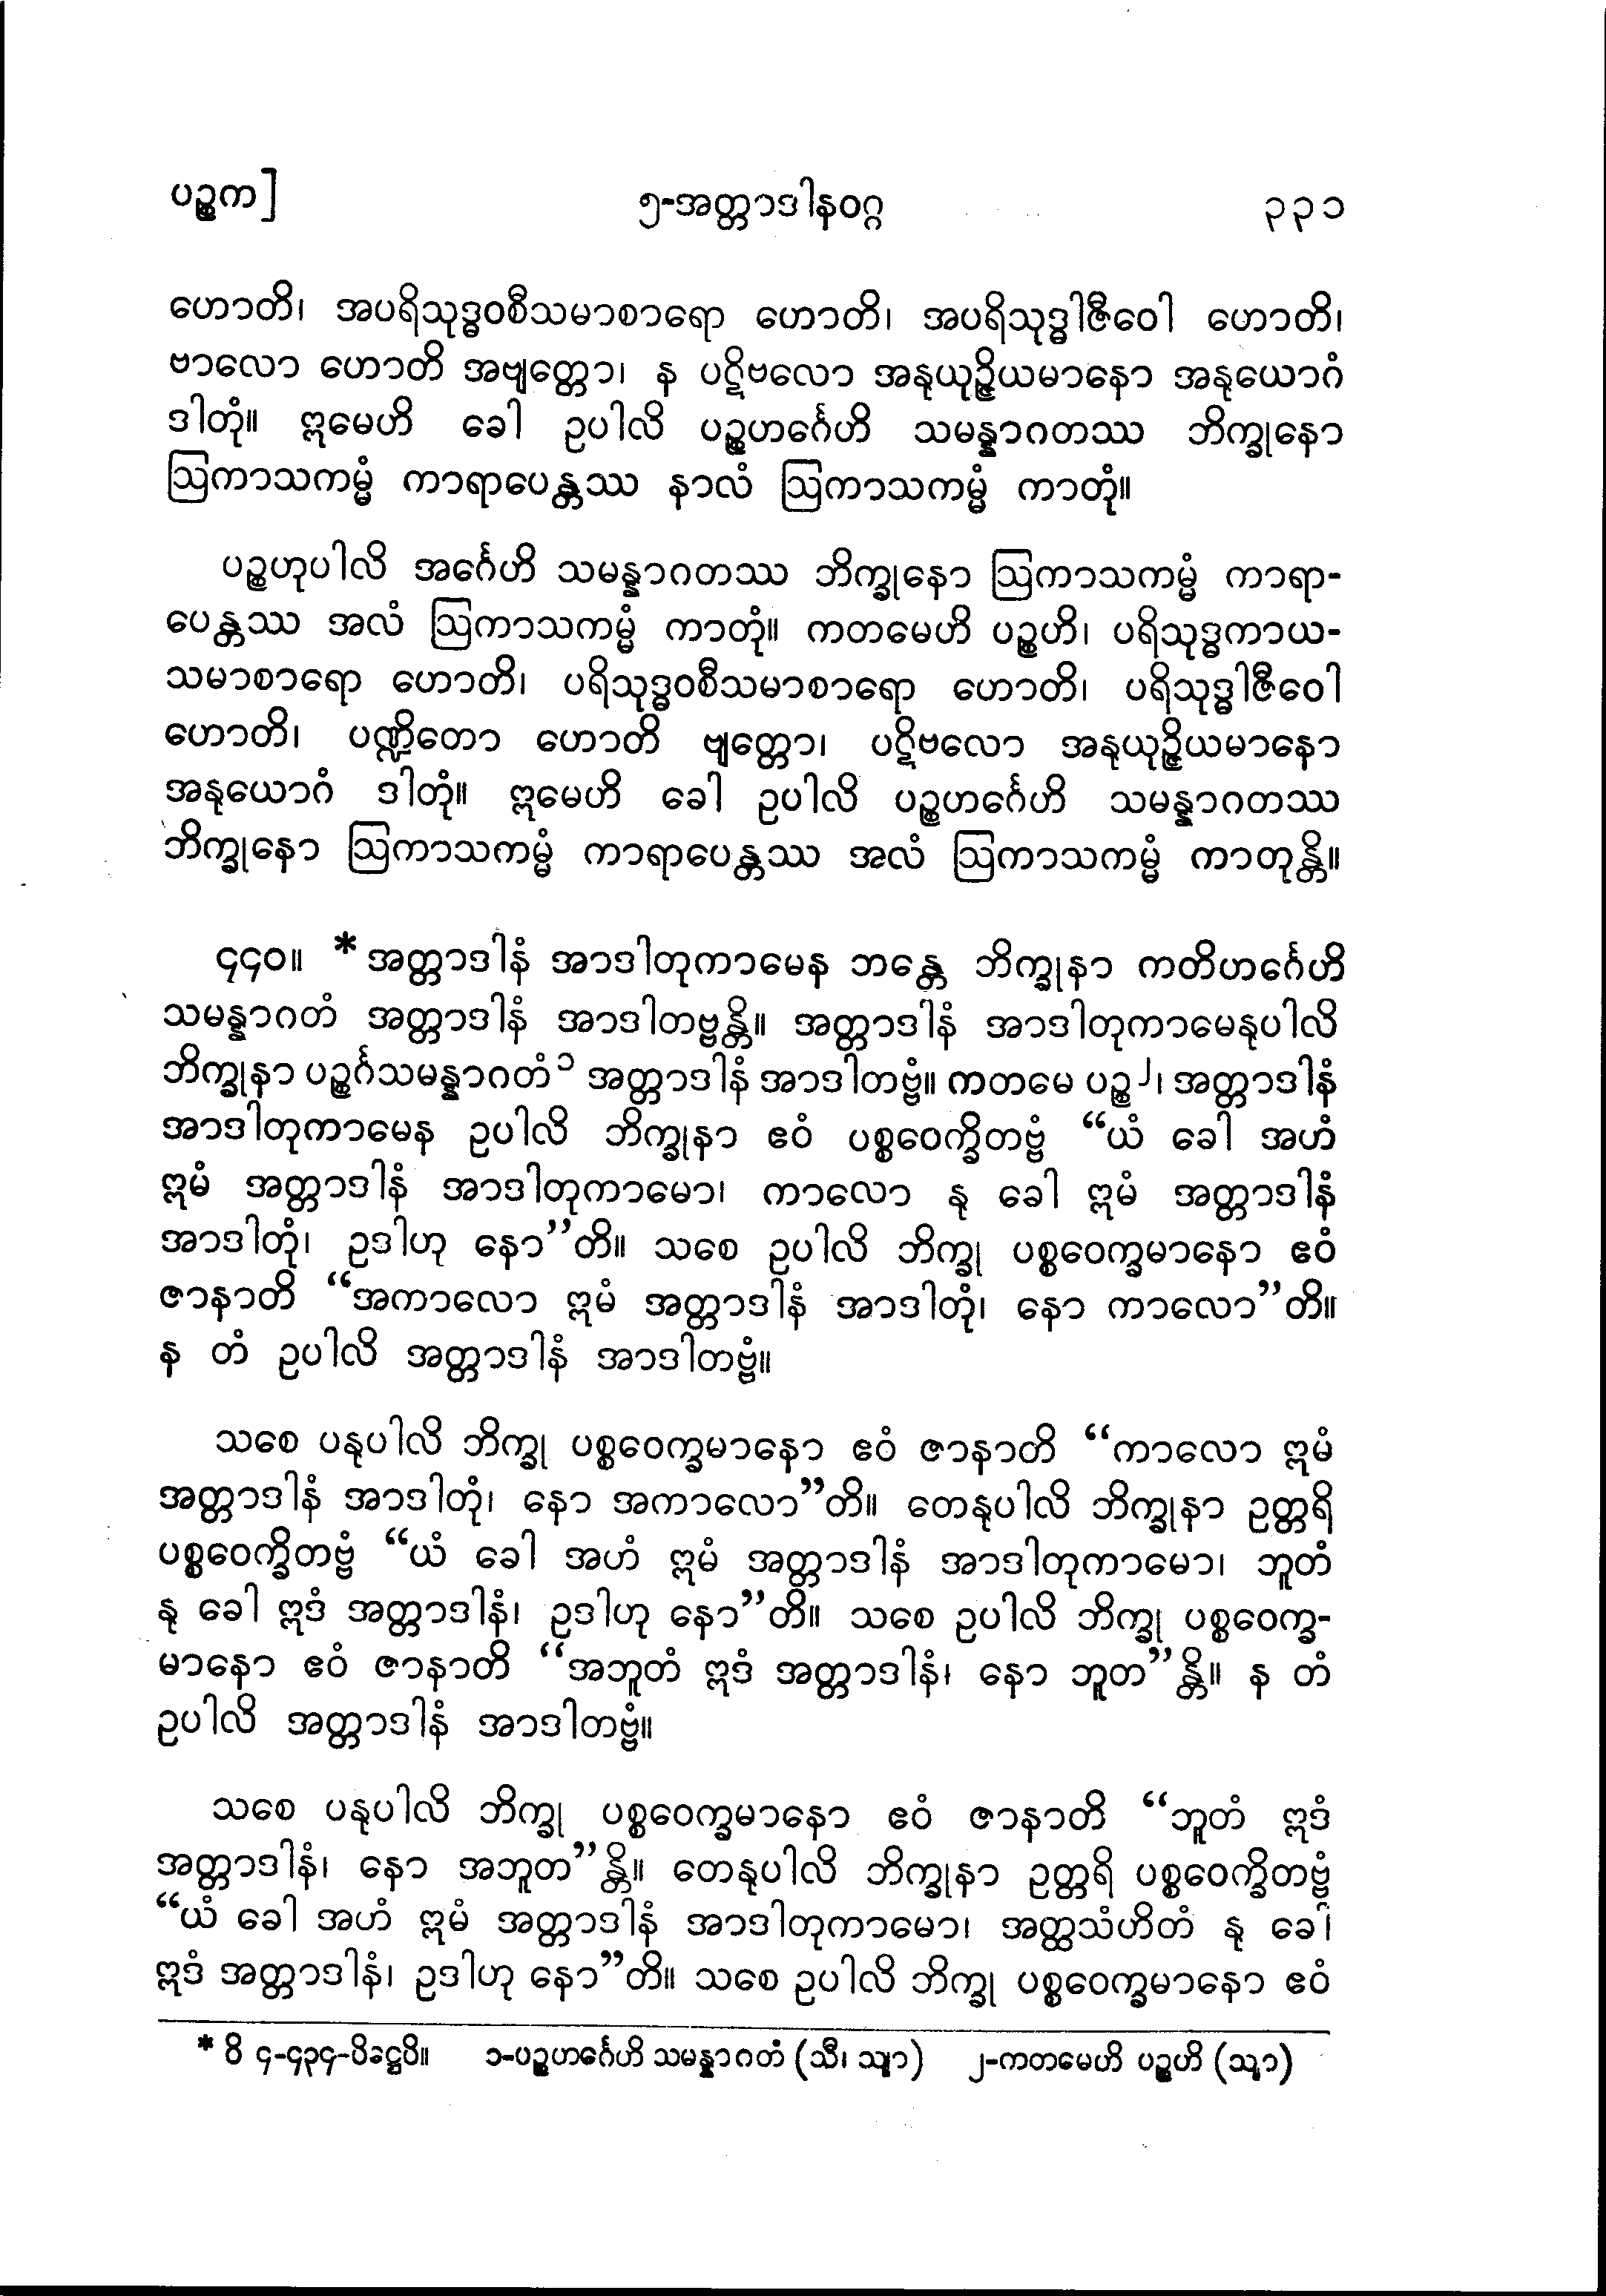 ပဉ္စက]
၅-အတ္တာဒါနဝဂ္ဂ
၃၃၁
ဟောတိ၊ အပရိသုဒ္ဓဝစီသမာစာရော ဟောတိ၊ အပရိသုဒ္ဓါဇီဝေါ ဟောတိ၊
ဗာလော ဟောတိ အဗျတ္တော၊ န ပဋိဗလော အနုယုဉ္ဇိယမာနော အနုယောဂံ
ဒါတုံ။ ဣမေဟိ ခေါ ဥပါလိ ပဉ္စဟင်္ဂေဟိ သမန္နာဂတဿ ဘိက္ခုနော
ဩကာသကမ္မံ ကာရာပေန္တဿ နာလံ ဩကာသကမ္မံ ကာတုံ။
ပဉ္စဟုပါလိ အင်္ဂေဟိ သမန္နာဂတဿ ဘိက္ခုနော ဩကာသကမ္မံ ကာရာ-
ပေန္တဿ အလံ ဩကာသကမ္မံ ကာတုံ။ ကတမေဟိ ပဉ္စဟိ၊ ပရိသုဒ္ဓကာယ-
သမာစာရော ဟောတိ၊ ပရိသုဒ္ဓဝစီသမာစာရော ဟောတိ၊ ပရိသုဒ္ဓါဇီဝေါ
ဟောတိ၊ ပဏ္ဍိတော ဟောတိ ဗျတ္တော၊ ပဋိဗလော အနုယုဉ္ဇိယမာနော
အနုယောဂံ ဒါတုံ။ ဣမေဟိ ခေါ ဥပါလိ ပဉ္စဟင်္ဂေဟိ သမန္နာဂတဿ
ဘိက္ခုနော ဩကာသကမ္မံ ကာရာပေန္တဿ အလံ ဩကာသကမ္မံ ကာတုန္တိ။
၄၄၀။ * အတ္တာဒါနံ အာဒါတုကာမေန ဘန္တေ ဘိက္ခုနာ ကတိဟင်္ဂေဟိ
သမန္နာဂတံ အတ္တာဒါနံ အာဒါတဗ္ဗန္တိ။ အတ္တာဒါနံ အာဒါတုကာမေနုပါလိ
ဘိက္ခုနာ ပဉ္စင်္ဂသမန္နာဂတံ၁ အတ္တာဒါနံ အာဒါတဗ္ဗံ။ ကတမေ ပဉ္စ၂၊ အတ္တာဒါနံ
အာဒါတုကာမေန ဥပါလိ ဘိက္ခုနာ ဧဝံ ပစ္စဝေက္ခိတဗ္ဗံ “ယံ ခေါ အဟံ
ဣမံ အတ္တာဒါနံ အာဒါတုကာမော၊ ကာလော နု ခေါ ဣမံ အတ္တာဒါနံ
အာဒါတုံ၊ ဥဒါဟု နော”တိ။ သစေ ဥပါလိ ဘိက္ခု ပစ္စဝေက္ခမာနော ဧဝံ
ဇာနာတိ “အကာလော ဣမံ အတ္တာဒါနံ အာဒါတုံ၊ နော ကာလော”တိ။
န တံ ဥပါလိ အတ္တာဒါနံ အာဒါတဗ္ဗံ။
သစေ ပနုပါလိ ဘိက္ခု ပစ္စဝေက္ခမာနော ဧဝံ ဇာနာတိ “ကာလော ဣမံ
အတ္တာဒါနံ အာဒါတုံ၊ နော အကာလော”တိ။ တေနုပါလိ ဘိက္ခုနာ ဥတ္တရိ
ပစ္စဝေက္ခိတဗ္ဗံ “ယံ ခေါ အဟံ ဣမံ အတ္တာဒါနံ အာဒါတုကာမော၊ ဘူတံ
နု ခေါ ဣဒံ အတ္တာဒါနံ၊ ဥဒါဟု နော”တိ။ သစေ ဥပါလိ ဘိက္ခု ပစ္စဝေက္ခ-
မာနော ဧဝံ ဇာနာတိ “အဘူတံ ဣဒံ အတ္တာဒါနံ၊ နော ဘူတ”န္တိ။ န တံ
ဥပါလိ အတ္တာဒါနံ အာဒါတဗ္ဗံ။
သစေ ပနုပါလိ ဘိက္ခု ပစ္စဝေက္ခမာနော ဧဝံ ဇာနာတိ “ဘူတံ ဣဒံ
အတ္တာဒါနံ၊ နော အဘူတ”န္တိ။ တေနုပါလိ ဘိက္ခုနာ ဥတ္တရိ ပစ္စဝေက္ခိတဗ္ဗံ
“ယံ ခေါ အဟံ ဣမံ အတ္တာဒါနံ အာဒါတုကာမော၊ အတ္ထသံဟိတံ နု ခေါ
ဣဒံ အတ္တာဒါနံ၊ ဥဒါဟု နော”တိ။ သစေ ဥပါလိ ဘိက္ခု ပစ္စဝေက္ခမာနော ဧဝံ
* ဝိ ၄-၄၃၄-ပိဋ္ဌေပိ။ ၁-ပဉ္စဟင်္ဂေဟိ သမန္နာဂတံ (သီ၊ သျာ) ၂-ကတမေဟိ ပဉ္စဟိ (သျာ)